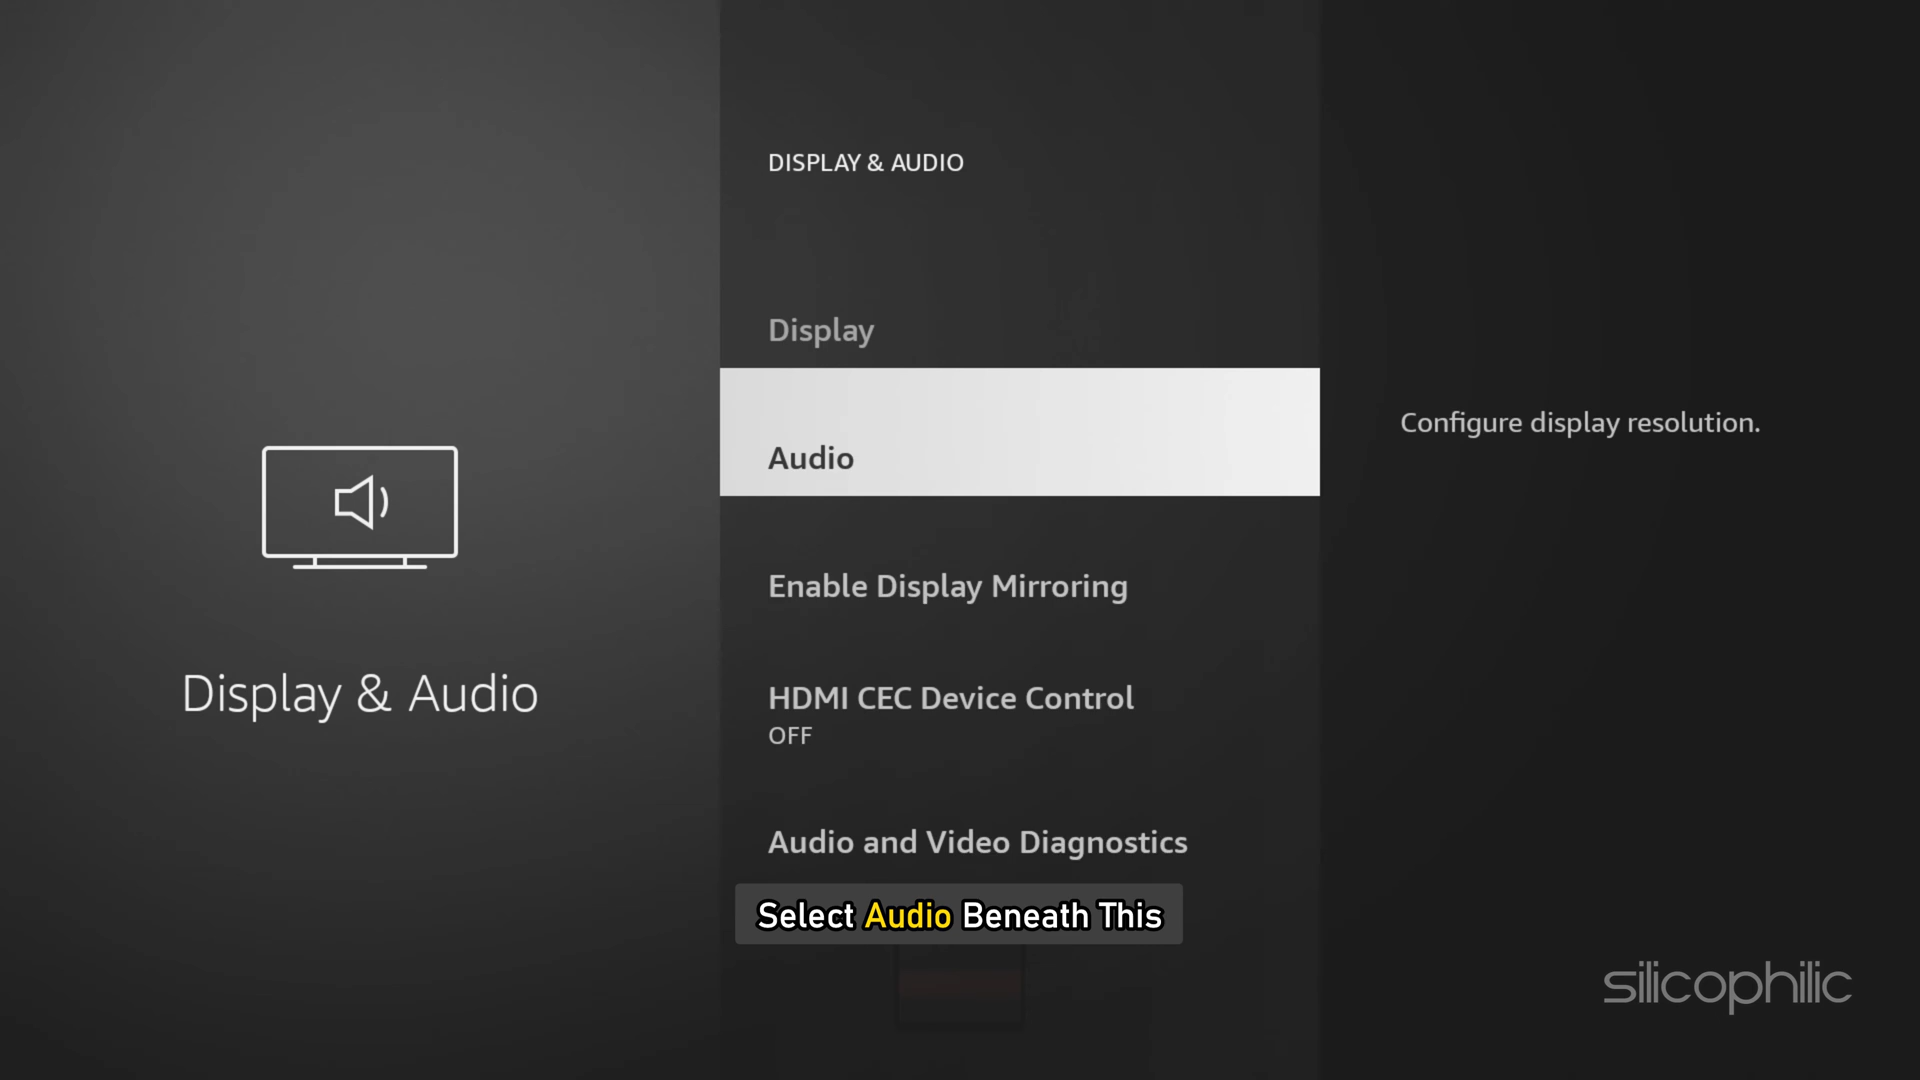 DISPLAY & AUDIO
Display
Audio
Configure display resolution.
Enable Display Mirroring
Display & Audio
HDMI CEC Device Control
OFF
Audio and Video Diagnostics
Select Audio Beneath This
silicophilic